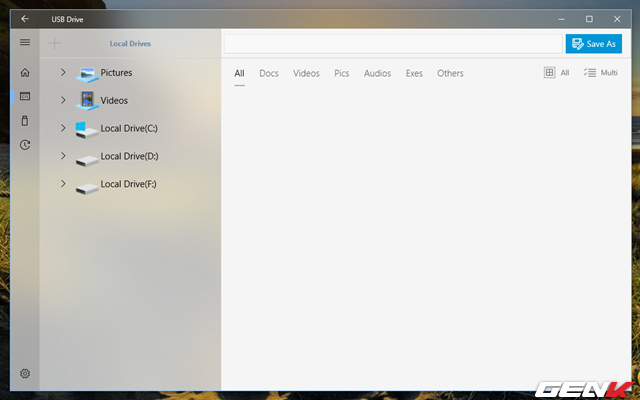 USB Drive
Local Drives
Save As
Pictures
Videos
Local Drive(C:)
Local Drive(D:)
Local Drive(F:)
All Docs Videos Pics Audios Exes Others
All Multi
GENK